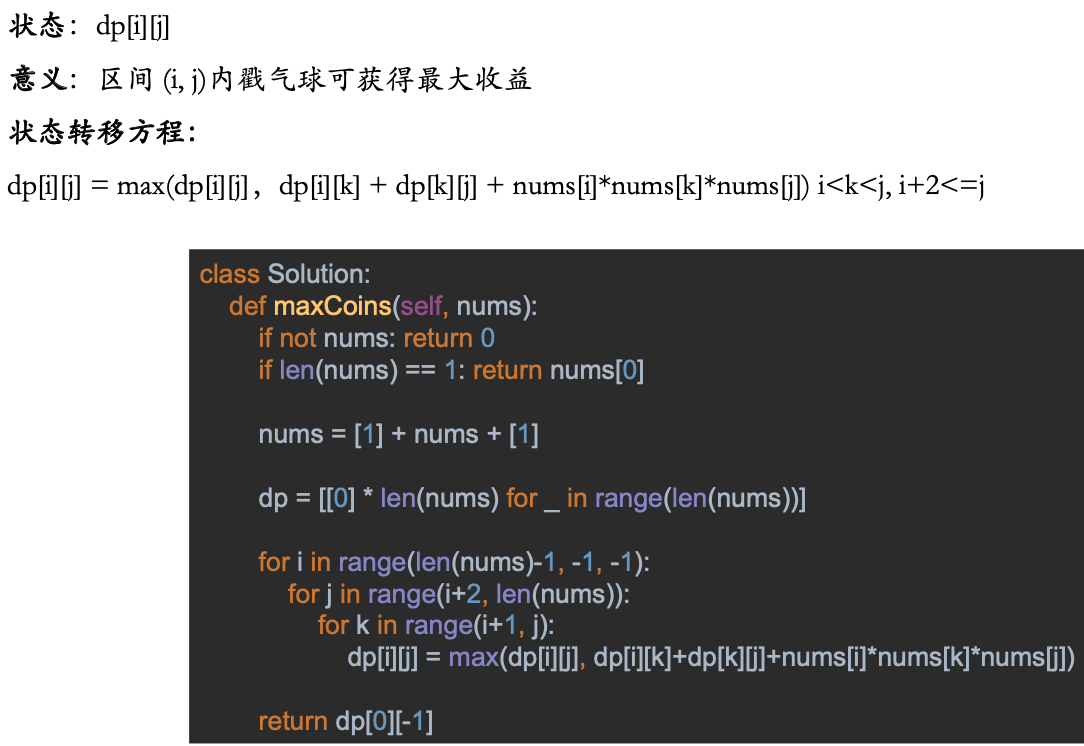 状态：dp[i][j]
意义：区间 (i, j)内戳气球可获得最大收益
状态转移方程：
dp[i][j] = max(dp[i][j]，dp[i][k] + dp[k][j] + nums[i]*nums[k]*nums[j]) i<k<j, i+2<=j
class Solution:
def maxCoins(self, nums):
if not nums: return 0
if len(nums) == 1: return nums[0]
nums = [1] + nums + [1]
dp = [[0] * len(nums) for _ in range(len(nums))]
for i in range(len(nums)-1, -1, -1):
for j in range(i+2, len(nums)):
for k in range(i+1, j):
dp[i][j] = max(dp[i][j], dp[i][k]+dp[k][j]+nums[i]*nums[k]*nums[j])
return dp[0][-1]